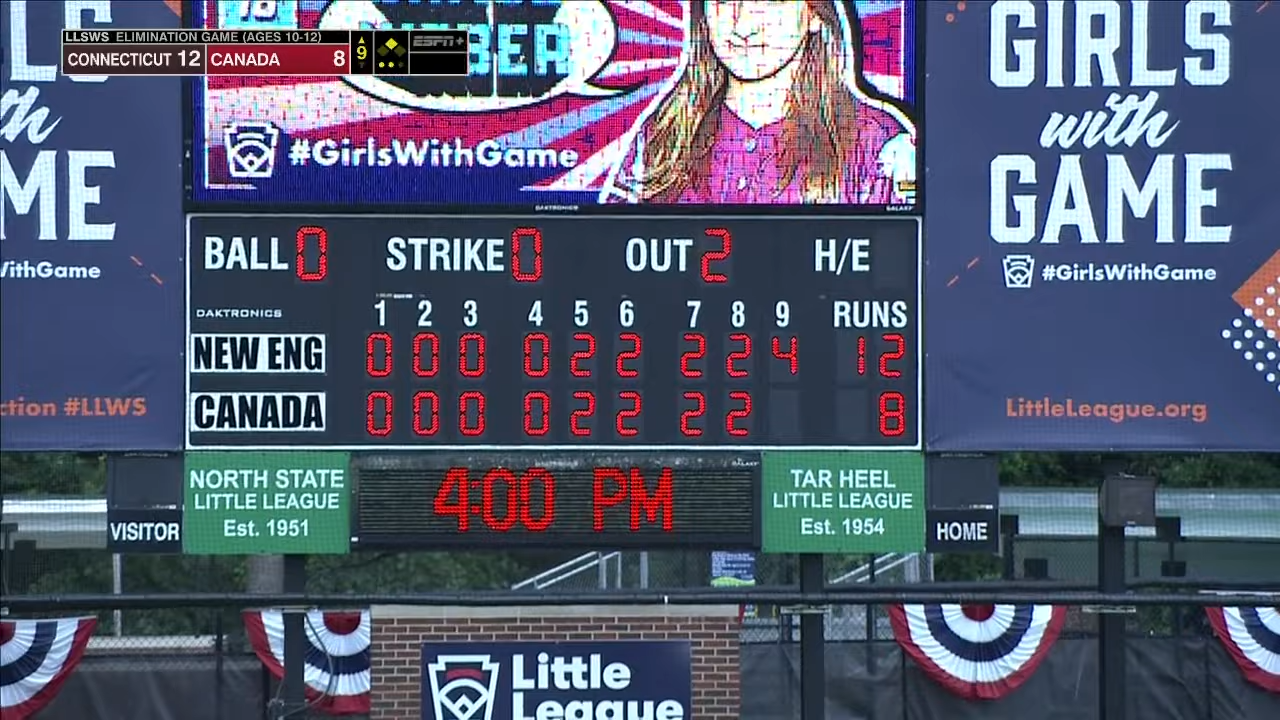 LLSWS ELIMINATION GAME (AGES 10-12)
CONNECTICUT 12 CANADA 8 9 ESPN+
#GirlsWithGame
GIRLS
with
GAME
#GirlsWithGame
BALL 0 STRIKE 0 OUT 2 H/E
DAKTRONICS 1 2 3 4 5 6 7 8 9 RUNS
NEW ENG 0 0 0 0 2 2 2 2 4 12
CANADA 0 0 0 0 2 2 2 2 8
ME
#LLWS
LittleLeague.org
NORTH STATE
LITTLE LEAGUE
Est. 1951
4:00 PM
TAR HEEL
LITTLE LEAGUE
Est. 1954
VISITOR
HOME
Little
League